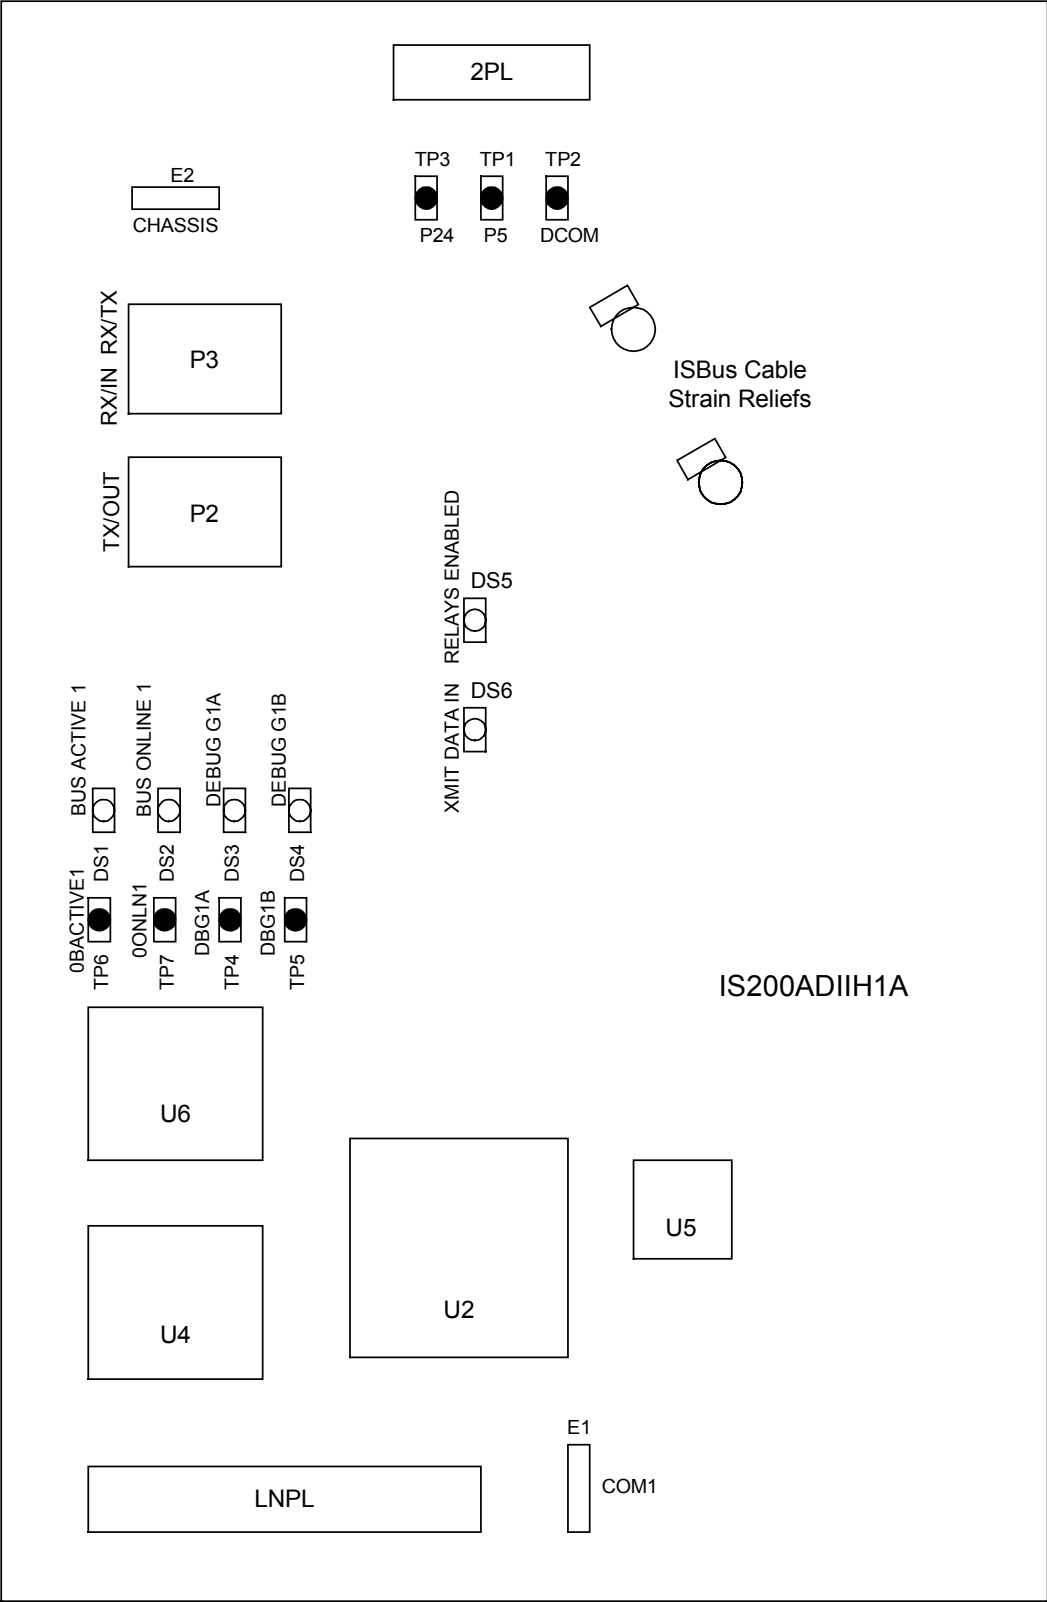 2PL
TP3
TP1
TP2
E2
CHASSIS
P24
P5
DCOM
RX/IN RX/TX
P3
ISBus Cable
Strain Reliefs
TX/OUT
P2
RELAYS ENABLED
DS5
XMIT DATA IN
DS6
BUS ACTIVE 1
BUS ONLINE 1
DEBUG G1A
DEBUG G1B
DS1
DS2
DS3
DS4
0BACTIVE1
0ONLN1
DBG1A
DBG1B
TP6
TP7
TP4
TP5
IS200ADIIH1A
U6
U5
U4
U2
E1
COM1
LNPL